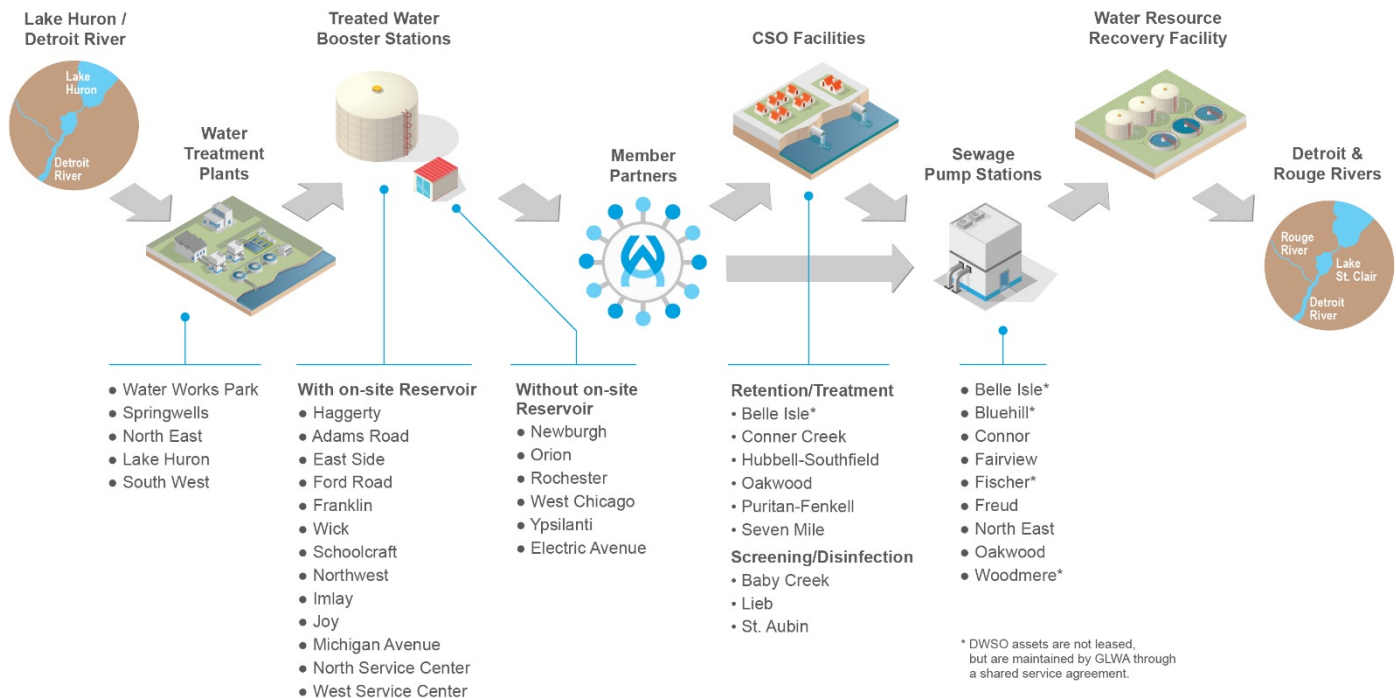 Lake Huron /
Detroit River
Lake
Huron
Detroit
River
Water
Treatment
Plants
Treated Water
Booster Stations
Member
Partners
CSO Facilities
Sewage
Pump Stations
Water Resource
Recovery Facility
Detroit &
Rouge Rivers
Rouge
River
Lake
St. Clair
Detroit
River
● Water Works Park
● Springwells
● North East
● Lake Huron
● South West
With on-site Reservoir
● Haggerty
● Adams Road
● East Side
● Ford Road
● Franklin
● Wick
● Schoolcraft
● Northwest
● Imlay
● Joy
● Michigan Avenue
● North Service Center
● West Service Center
Without on-site
Reservoir
● Newburgh
● Orion
● Rochester
● West Chicago
● Ypsilanti
● Electric Avenue
Retention/Treatment
• Belle Isle*
• Conner Creek
• Hubbell-Southfield
• Oakwood
• Puritan-Fenkell
• Seven Mile
Screening/Disinfection
• Baby Creek
• Lieb
• St. Aubin
● Belle Isle*
● Bluehill*
● Connor
● Fairview
● Fischer*
● Freud
● North East
● Oakwood
● Woodmere*
* DWSO assets are not leased,
but are maintained by GLWA through
a shared service agreement.